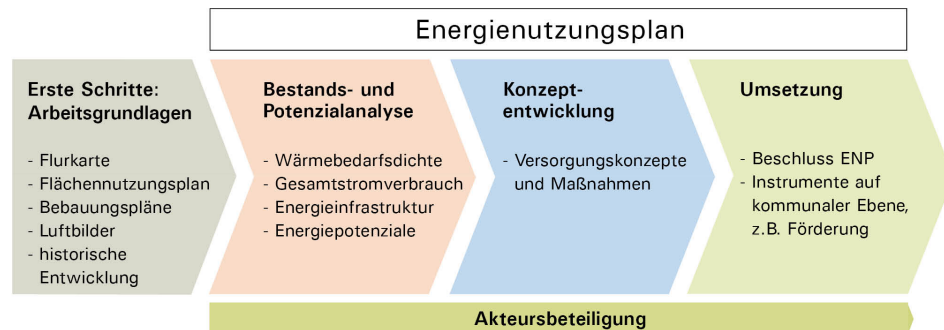 Energienutzungsplan
Erste Schritte:
Arbeitsgrundlagen
- Flurkarte
- Flächennutzungsplan
- Bebauungspläne
- Luftbilder
- historische
Entwicklung
Bestands- und
Potenzialanalyse
- Wärmebedarfsdichte
- Gesamtstromverbrauch
- Energieinfrastruktur
- Energiepotenziale
Konzept-
entwicklung
- Versorgungskonzepte
und Maßnahmen
Umsetzung
- Beschluss ENP
- Instrumente auf
kommunaler Ebene,
z.B. Förderung
Akteursbeteiligung